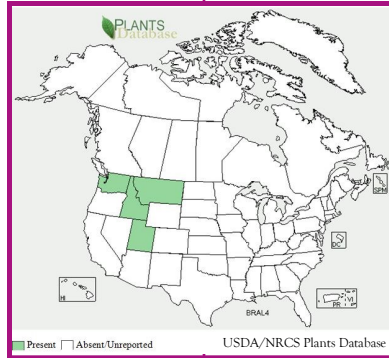 PLANTS
Database
SPM
DC
HI
PR
VI
BRAL4
Present
Absent/Unreported
USDA/NRCS Plants Database